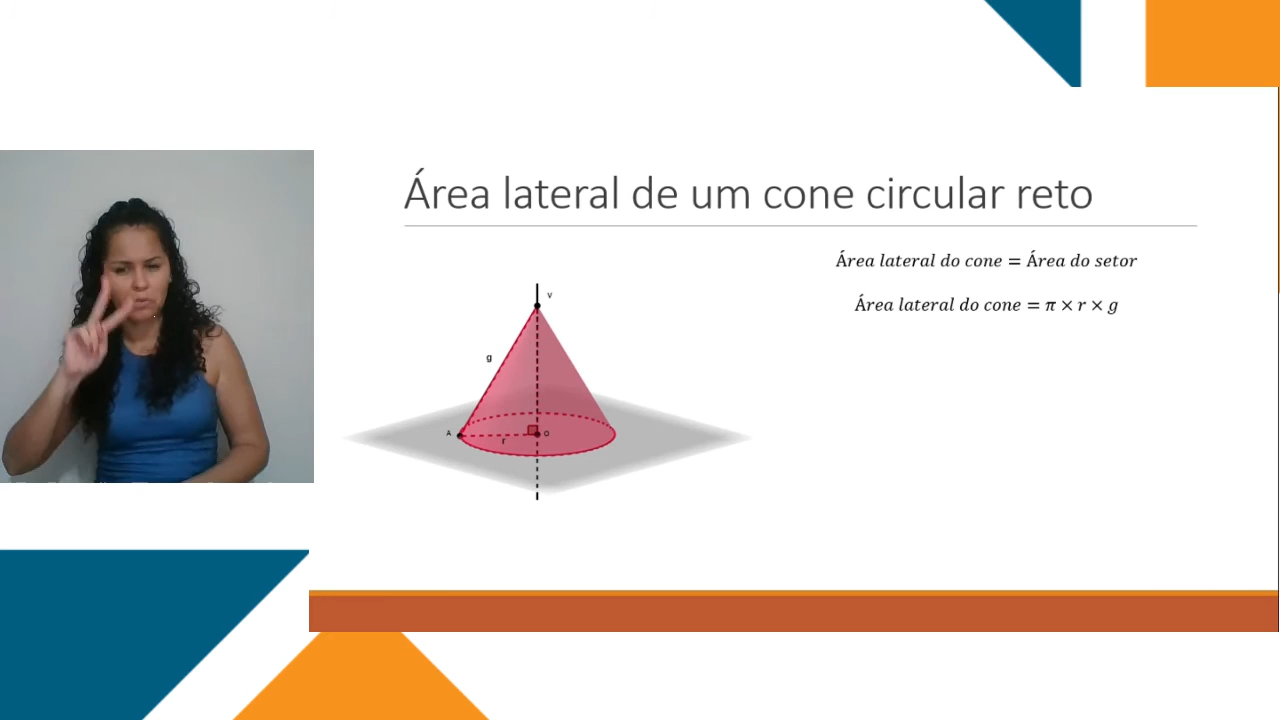 Área lateral de um cone circular reto
Área lateral do cone = Área do setor
Área lateral do cone = π × r × g
V
g
A
r
O